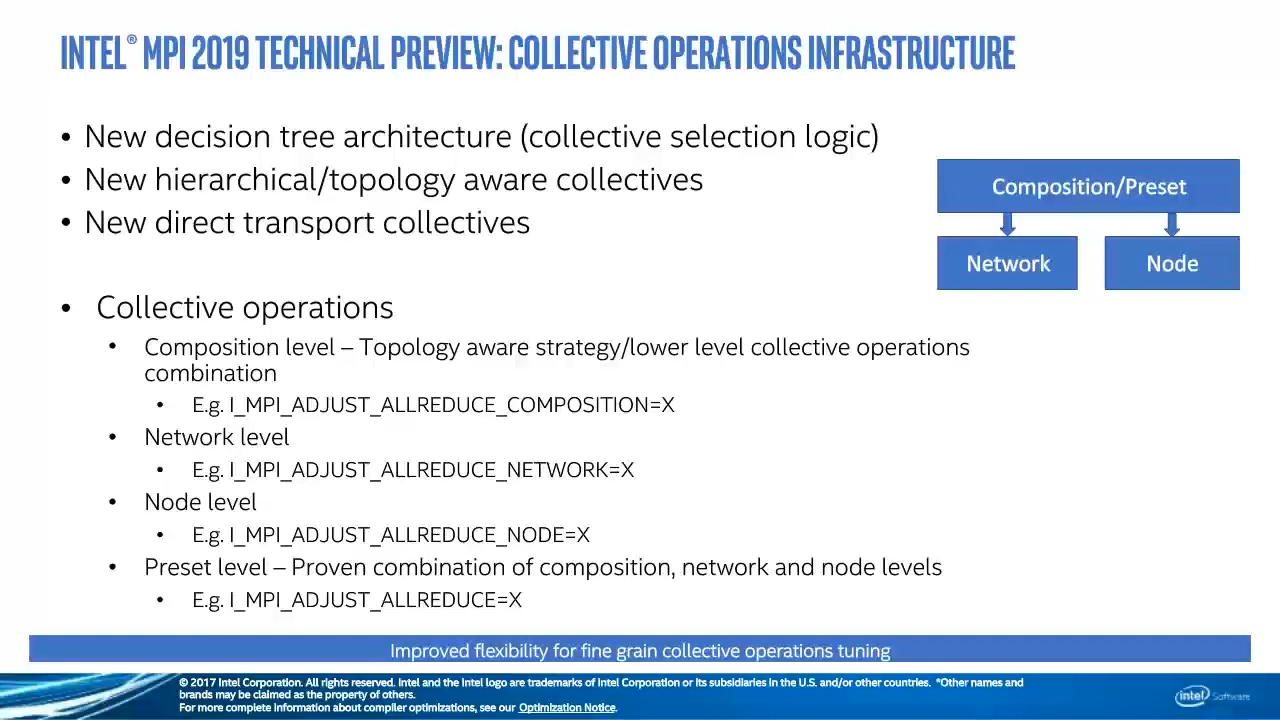 INTEL® MPI 2019 TECHNICAL PREVIEW: COLLECTIVE OPERATIONS INFRASTRUCTURE
• New decision tree architecture (collective selection logic)
• New hierarchical/topology aware collectives
• New direct transport collectives
Composition/Preset
Network
Node
• Collective operations
• Composition level – Topology aware strategy/lower level collective operations
combination
• E.g. I_MPI_ADJUST_ALLREDUCE_COMPOSITION=X
• Network level
• E.g. I_MPI_ADJUST_ALLREDUCE_NETWORK=X
• Node level
• E.g. I_MPI_ADJUST_ALLREDUCE_NODE=X
• Preset level – Proven combination of composition, network and node levels
• E.g. I_MPI_ADJUST_ALLREDUCE=X
Improved flexibility for fine grain collective operations tuning
© 2017 Intel Corporation. All rights reserved. Intel and the Intel logo are trademarks of Intel Corporation or its subsidiaries in the U.S. and/or other countries. *Other names and
brands may be claimed as the property of others.
For more complete information about compiler optimizations, see our Optimization Notice.
intel Software